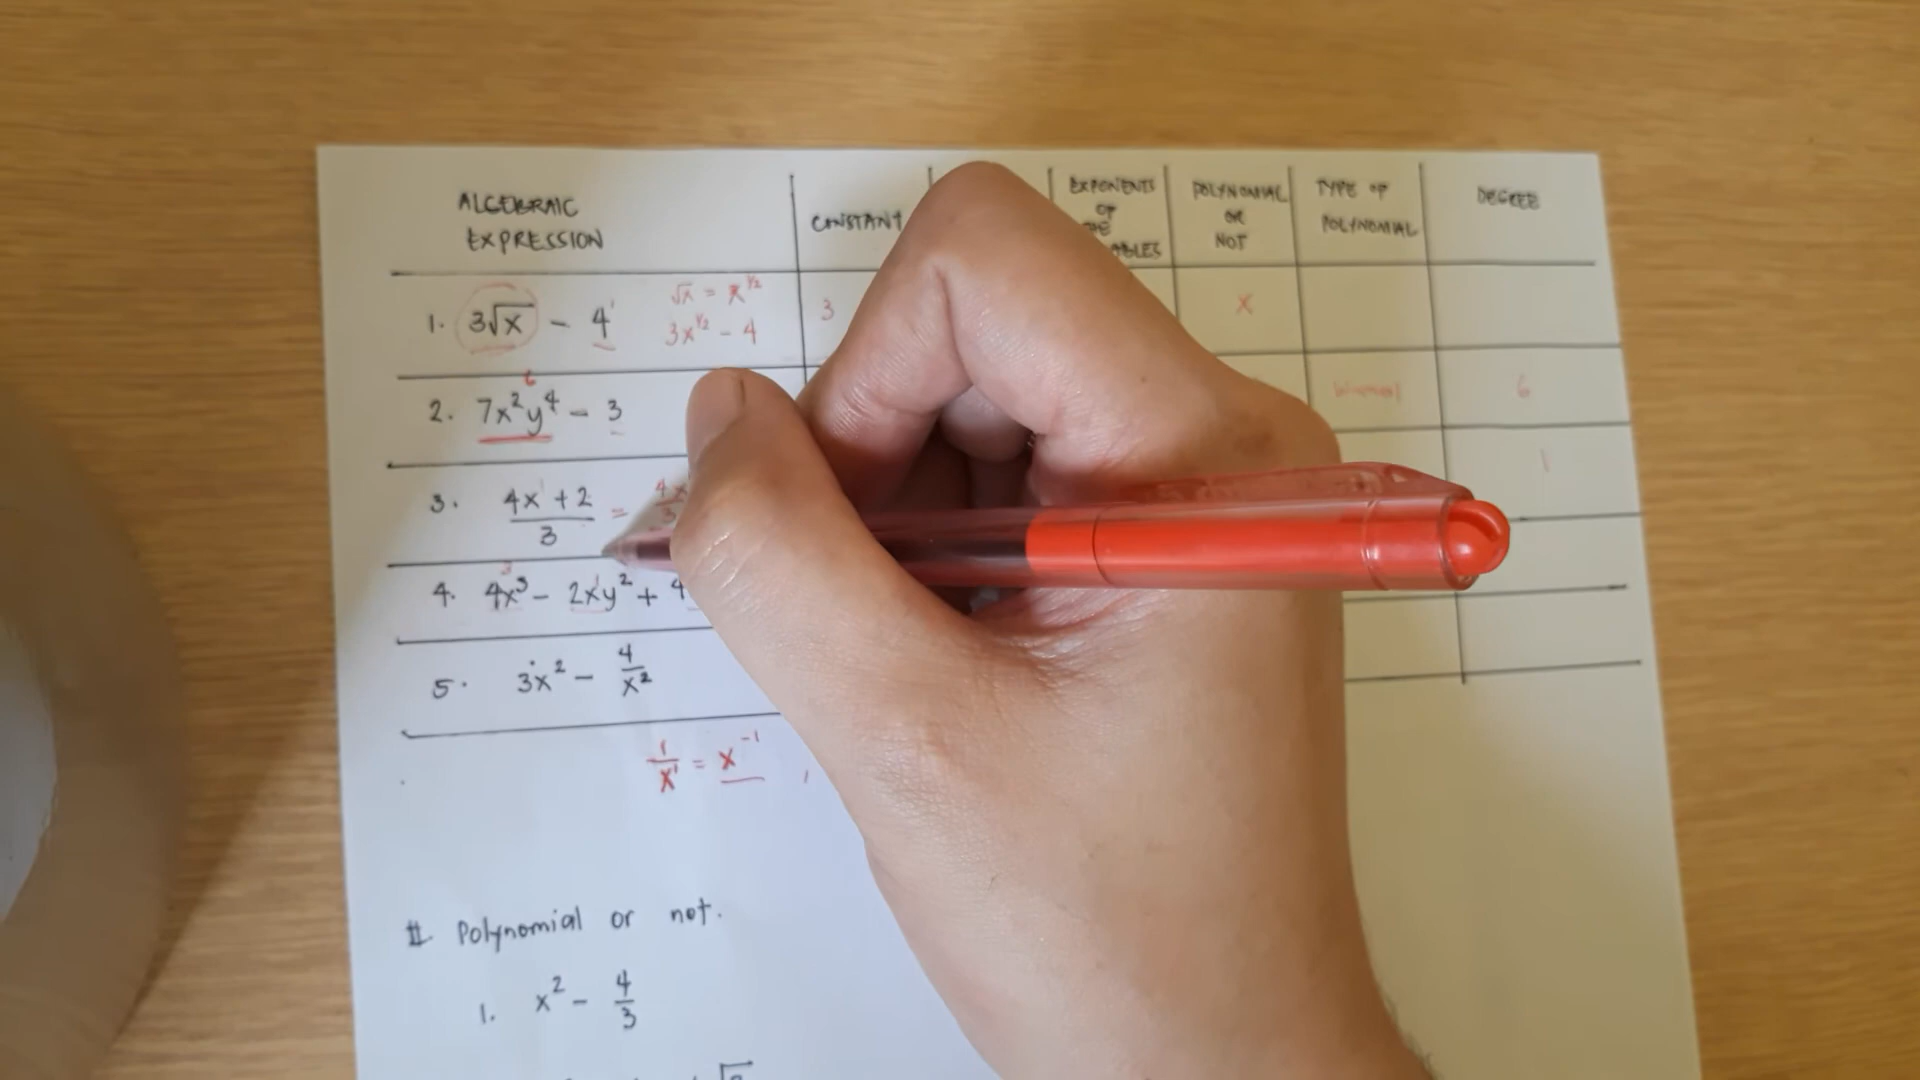 ALGEBRAIC
EXPRESSION
CONSTANT
EXPONENTS
OF
POLYNOMIAL
OR
NOT
TYPE OF
POLYNOMIAL
DEGREE
1. 3√x - 4
√x = x^1/2
3x^1/2 - 4
3
x
2. 7x²y⁴ - 3
6
6
3. (4x + 2)/3 =
1
4. 4x³ - 2xy² + 4
5. 3x² - 4/x²
1/x¹ = x⁻¹ ,
II. Polynomial or not.
1. x² - 4/3